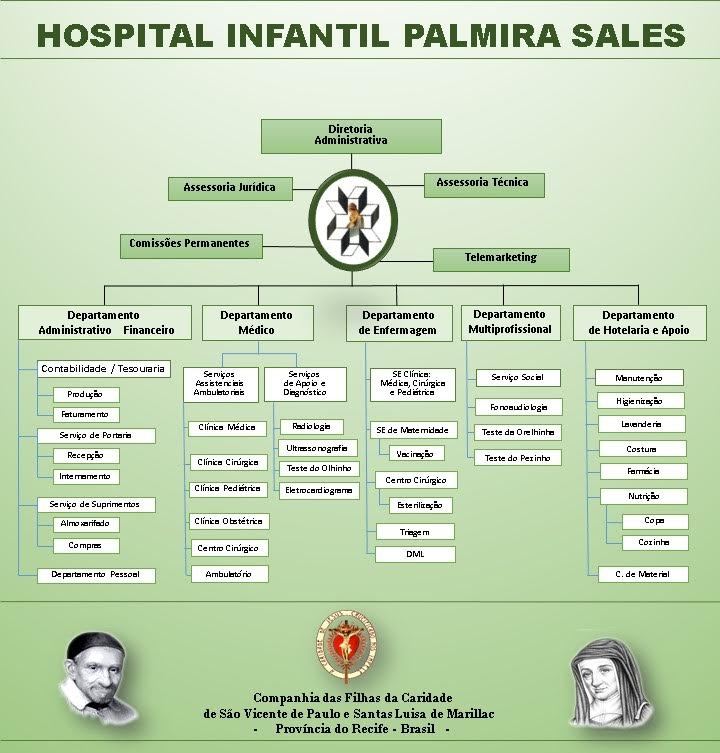 HOSPITAL INFANTIL PALMIRA SALES
Diretoria
Administrativa
Assessoria Jurídica
Assessoria Técnica
Comissões Permanentes
Telemarketing
Departamento
Administrativo Financeiro
Departamento
Médico
Departamento
de Enfermagem
Departamento
Multiprofissional
Departamento
de Hotelaria e Apoio
Contabilidade / Tesouraria
Produção
Faturamento
Serviço de Portaria
Recepção
Internamento
Serviço de Suprimentos
Almoxarifado
Compras
Departamento Pessoal
Serviços
Assistenciais
Ambulatoriais
Clínica Médica
Clínica Cirúrgica
Clínica Pediátrica
Clínica Obstétrica
Centro Cirúrgico
Ambulatório
Serviços
de Apoio e
Diagnóstico
Radiologia
Ultrassonografia
Teste do Olhinho
Eletrocardiograma
SE Clínica:
Médica, Cirúrgica
e Pediátrica
SE de Maternidade
Vacinação
Centro Cirúrgico
Esterilização
Triagem
DML
Serviço Social
Fonoaudiologia
Teste da Orelhinha
Teste do Pezinho
Manutenção
Higienização
Lavanderia
Costura
Farmácia
Nutrição
Copa
Cozinha
C. de Material
Companhia das Filhas da Caridade
de São Vicente de Paulo e Santas Luisa de Marillac
- Província do Recife - Brasil -